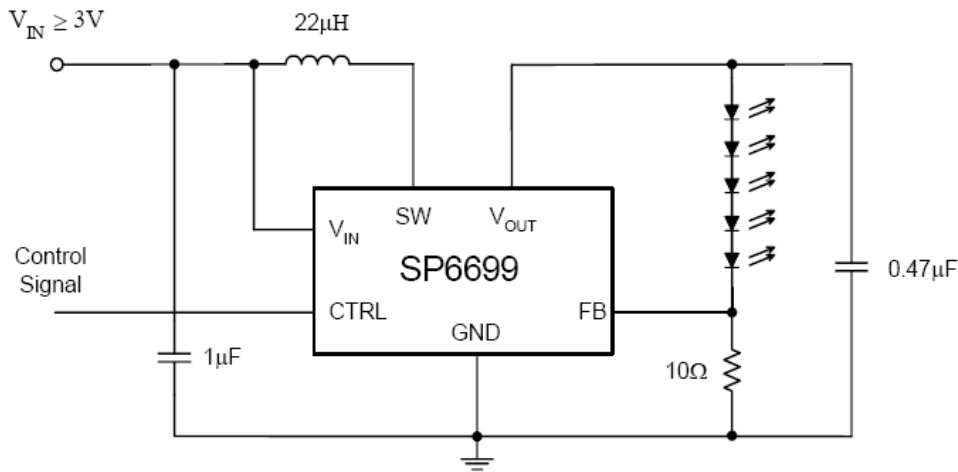 V_IN ≥ 3V
22μH
V_IN
SW
V_OUT
Control
Signal
SP6699
CTRL
FB
GND
0.47μF
1μF
10Ω